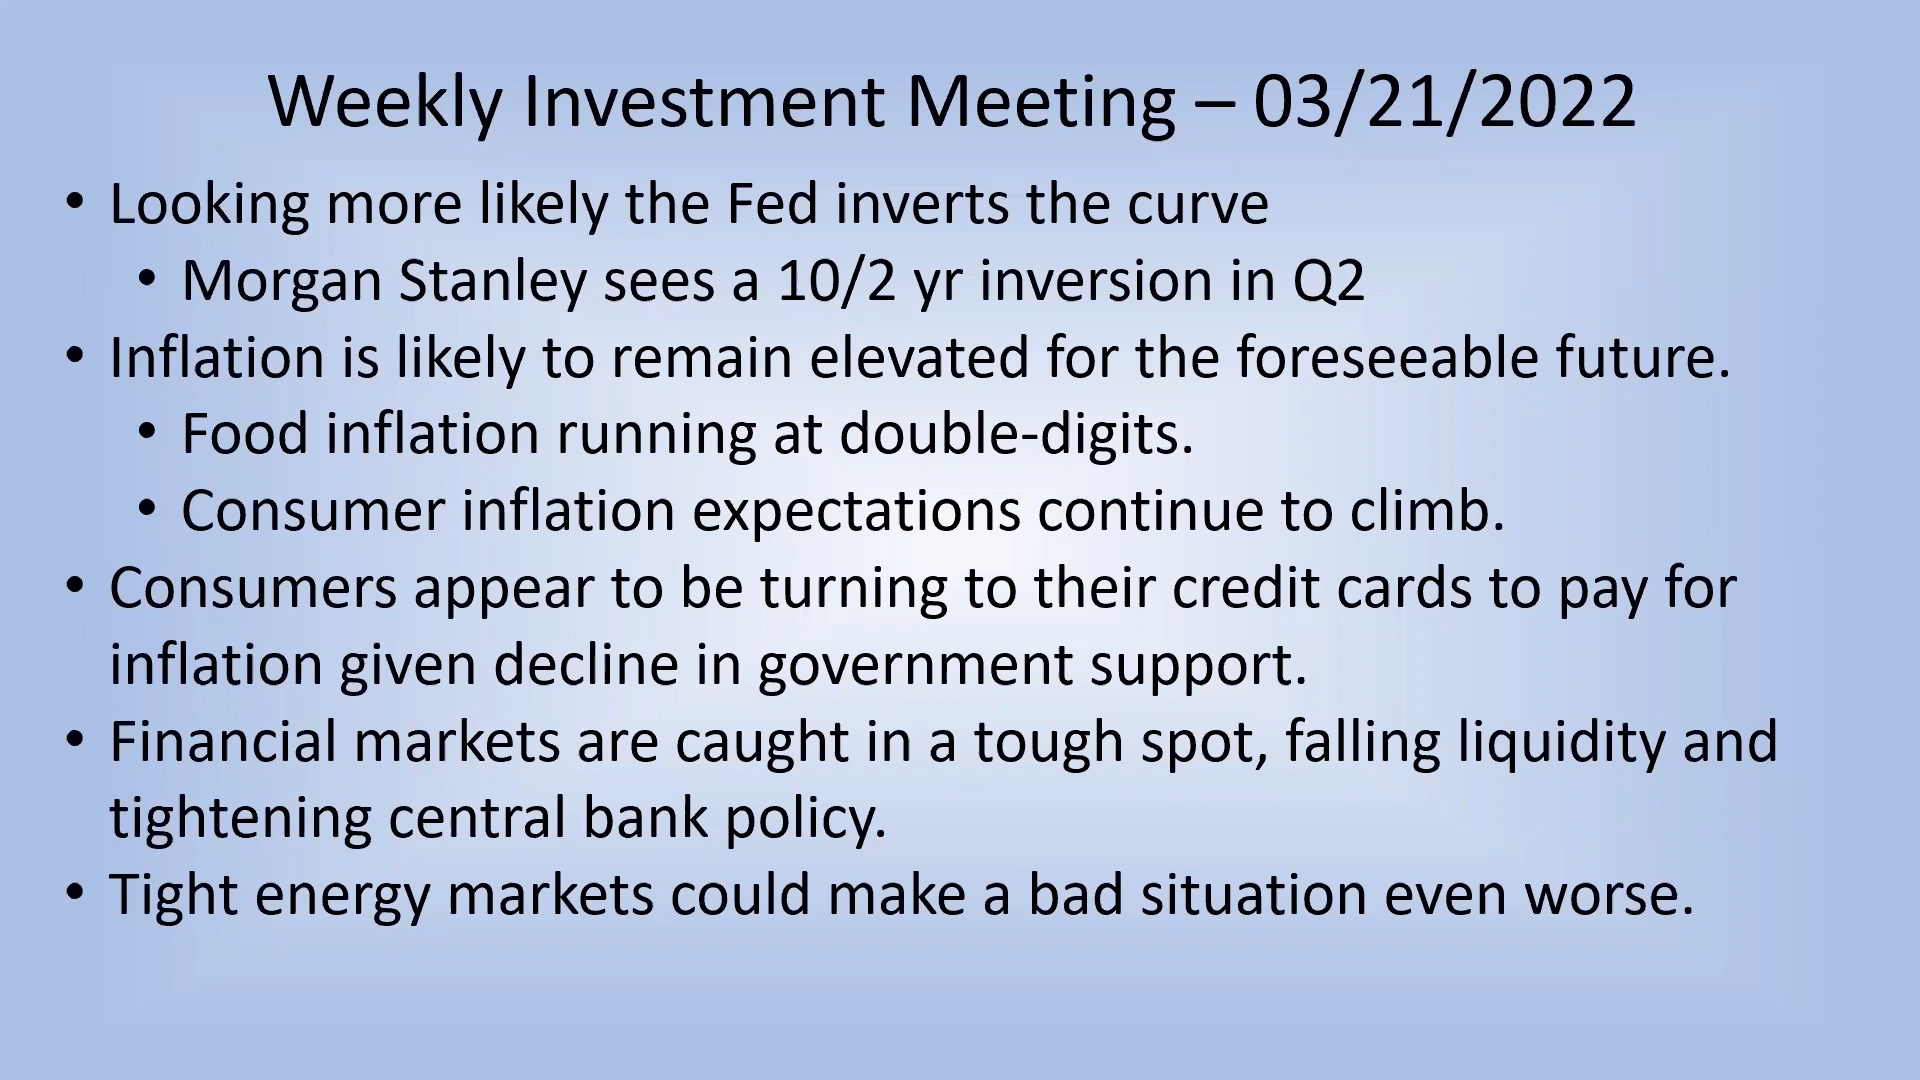 Weekly Investment Meeting – 03/21/2022
• Looking more likely the Fed inverts the curve
• Morgan Stanley sees a 10/2 yr inversion in Q2
• Inflation is likely to remain elevated for the foreseeable future.
• Food inflation running at double-digits.
• Consumer inflation expectations continue to climb.
• Consumers appear to be turning to their credit cards to pay for
inflation given decline in government support.
• Financial markets are caught in a tough spot, falling liquidity and
tightening central bank policy.
• Tight energy markets could make a bad situation even worse.